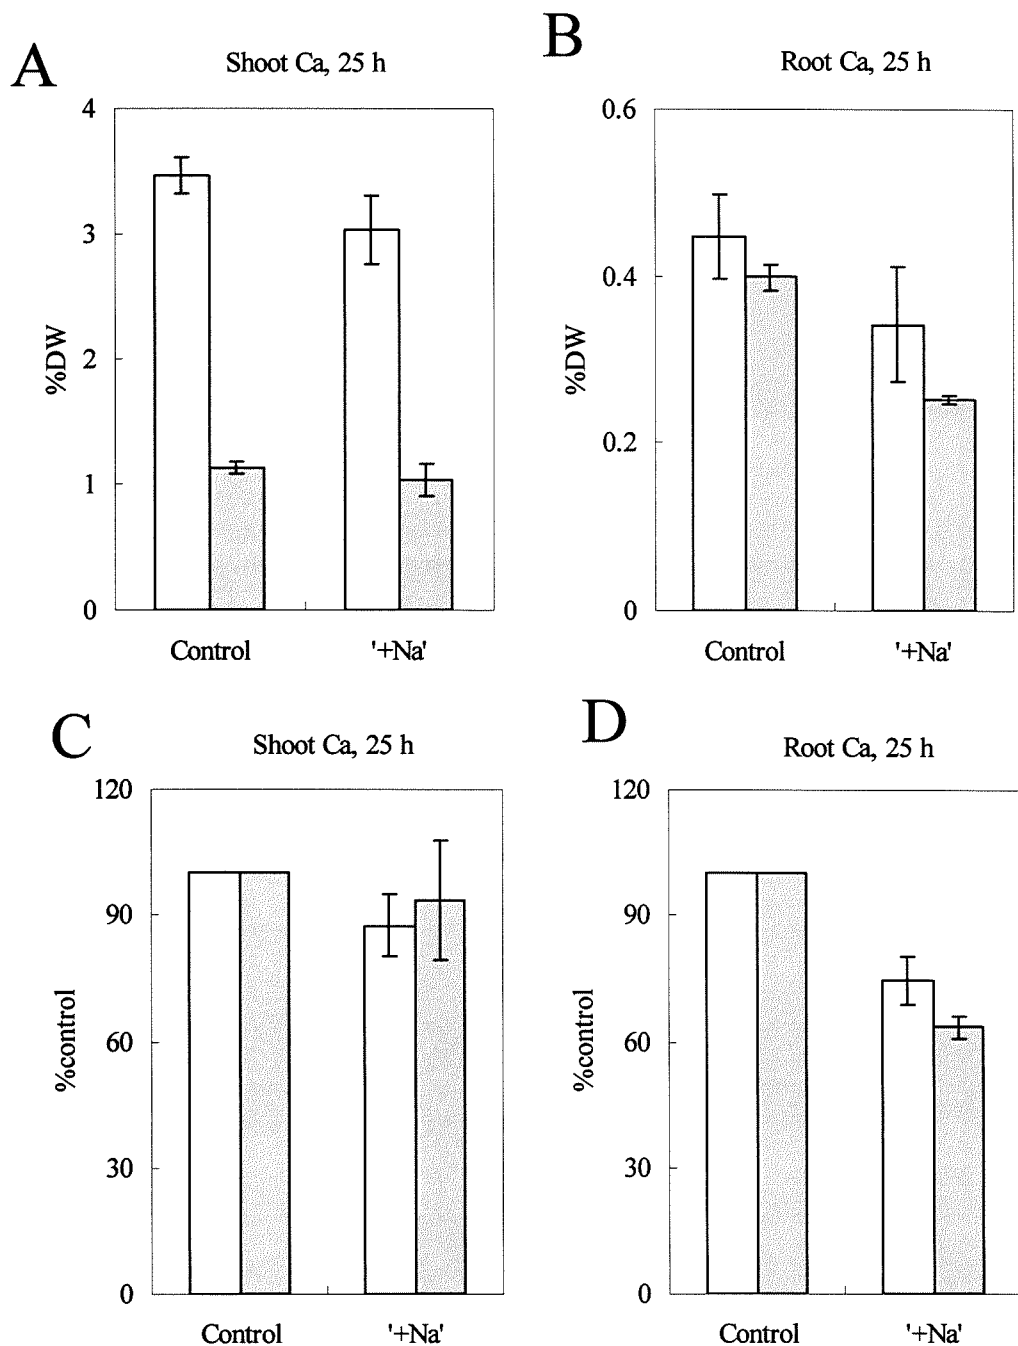 A
Shoot Ca, 25 h
4
3
2
1
0
%DW
Control
'+Na'
B
Root Ca, 25 h
0.6
0.4
0.2
0
%DW
Control
'+Na'
C
Shoot Ca, 25 h
120
90
60
30
0
%control
Control
'+Na'
D
Root Ca, 25 h
120
90
60
30
0
%control
Control
'+Na'